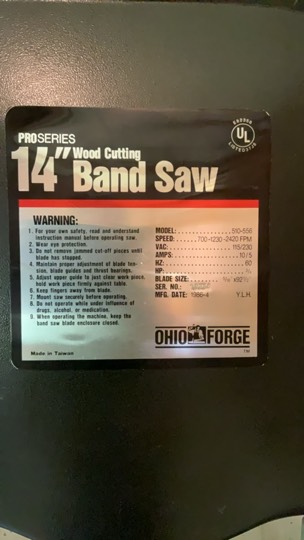 PROSERIES
14" Wood Cutting
Band Saw
UL
LISTED
WARNING:
1. For your own safety, read and understand
instruction manual before operating saw.
2. Wear eye protection.
3. Do not remove jammed cut-off pieces until
blade has stopped.
4. Maintain proper adjustment of blade ten-
sion, blade guides and thrust bearings.
5. Adjust upper guide to just clear work piece.
hold work piece firmly against table.
6. Keep fingers away from blade.
7. Mount saw securely before operating.
8. Do not operate while under influence of
drugs, alcohol, or medication.
9. When operating the machine, keep the
band saw blade enclosure closed.
MODEL: 510-556
SPEED: 700-1230-2420 FPM
VAC: 115/230
AMPS: 10/5
HZ: 60
HP:
BLADE SIZE:
SER. NO.:
MFG. DATE: 1986-4 Y.L.H.
OHIO FORGE
TM
Made in Taiwan